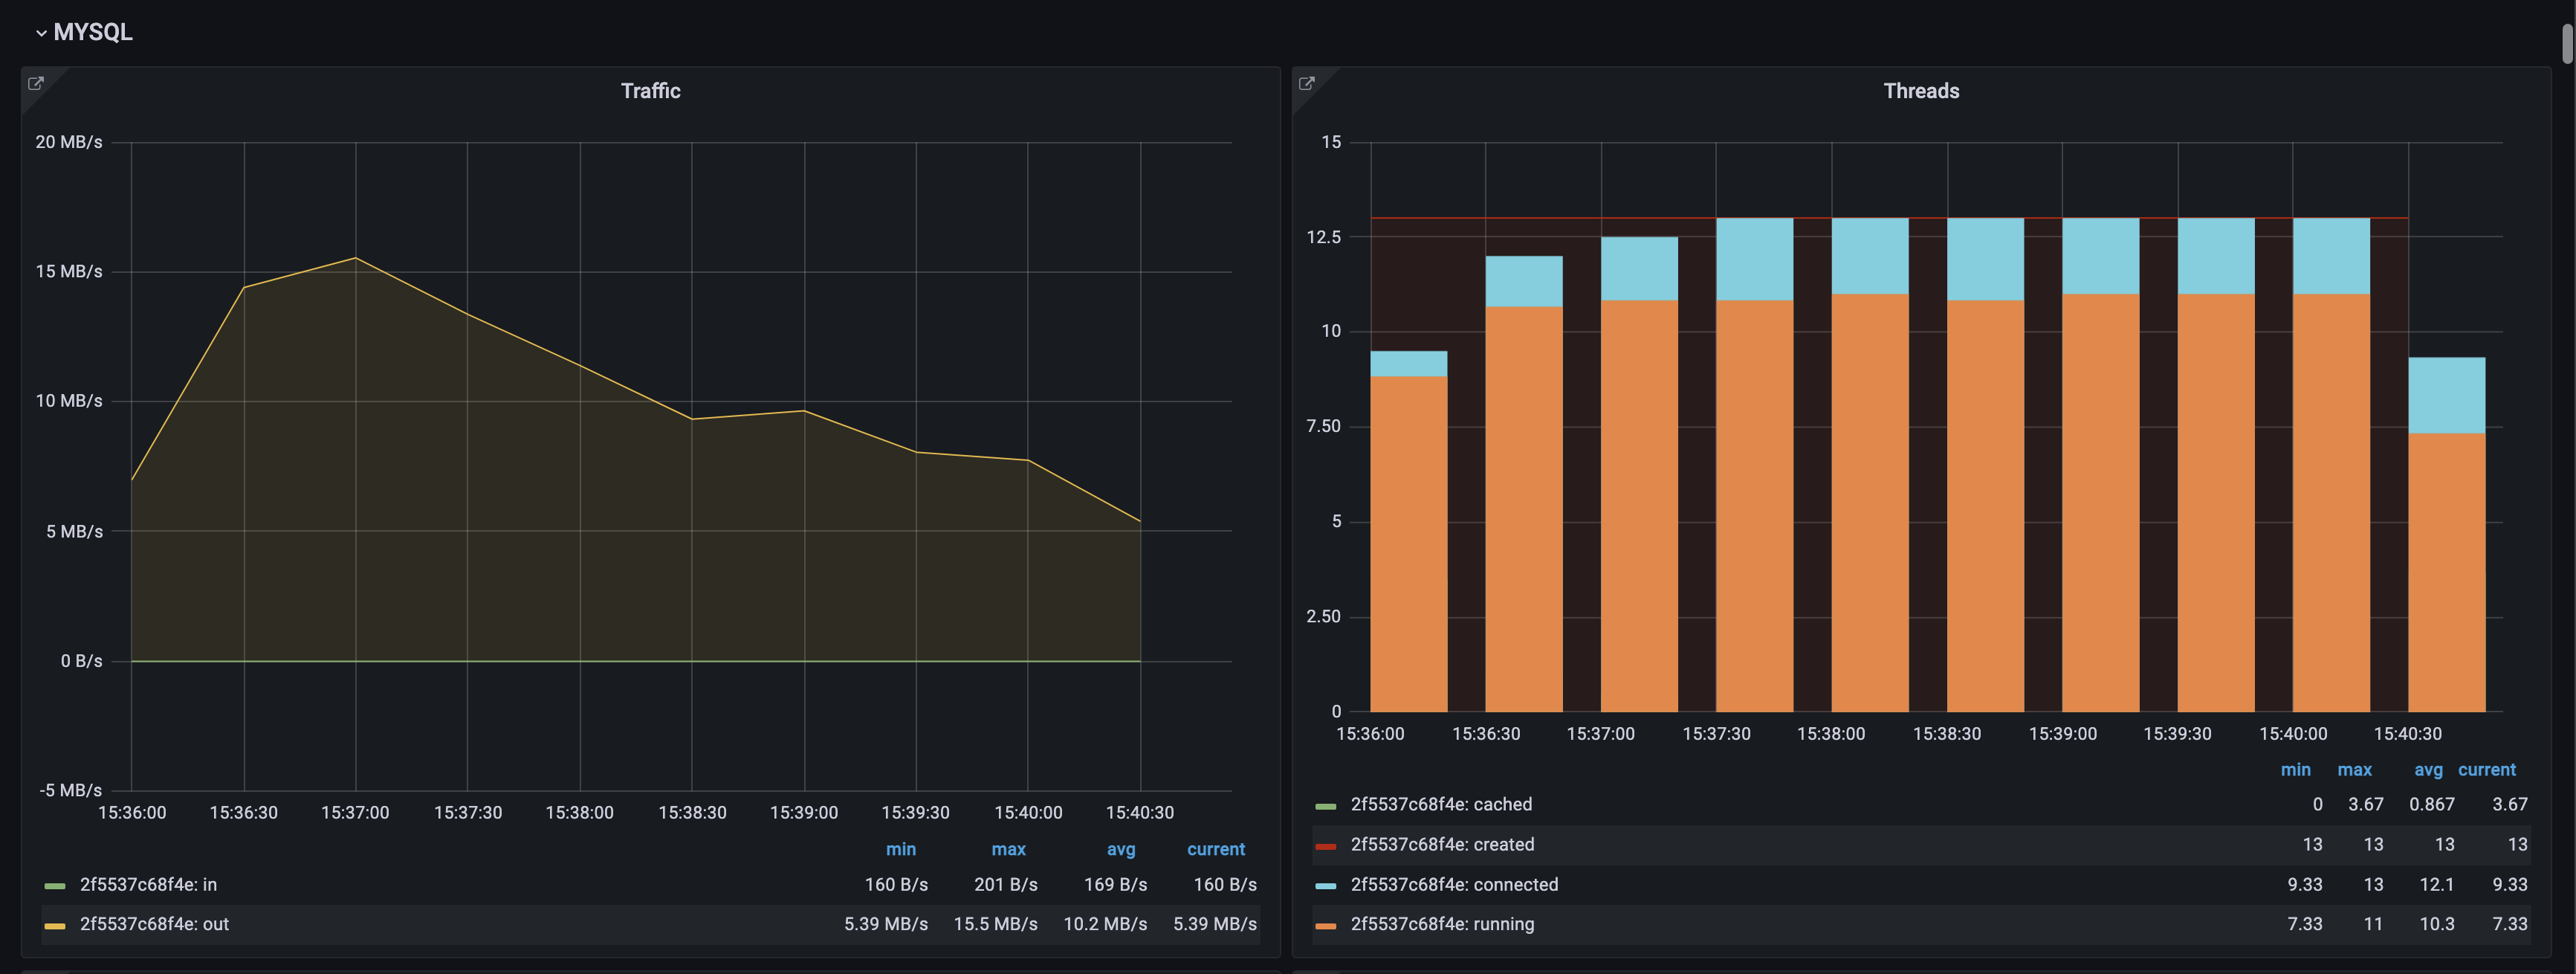 MYSQL
Traffic
20 MB/s
15 MB/s
10 MB/s
5 MB/s
0 B/s
-5 MB/s
15:36:00 15:36:30 15:37:00 15:37:30 15:38:00 15:38:30 15:39:00 15:39:30 15:40:00 15:40:30
min max avg current
2f5537c68f4e: in 160 B/s 201 B/s 169 B/s 160 B/s
2f5537c68f4e: out 5.39 MB/s 15.5 MB/s 10.2 MB/s 5.39 MB/s
Threads
15
12.5
10
7.50
5
2.50
0
15:36:00 15:36:30 15:37:00 15:37:30 15:38:00 15:38:30 15:39:00 15:39:30 15:40:00 15:40:30
min max avg current
2f5537c68f4e: cached 0 3.67 0.867 3.67
2f5537c68f4e: created 13 13 13 13
2f5537c68f4e: connected 9.33 13 12.1 9.33
2f5537c68f4e: running 7.33 11 10.3 7.33